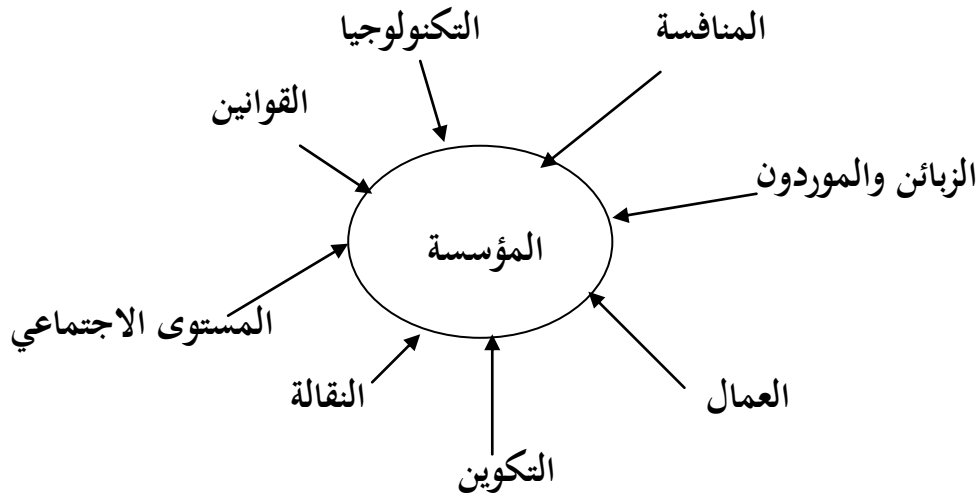 المنافسة
التكنولوجيا
القوانين
الزبائن والموردون
المؤسسة
المستوى الاجتماعي
النقالة
العمال
التكوين